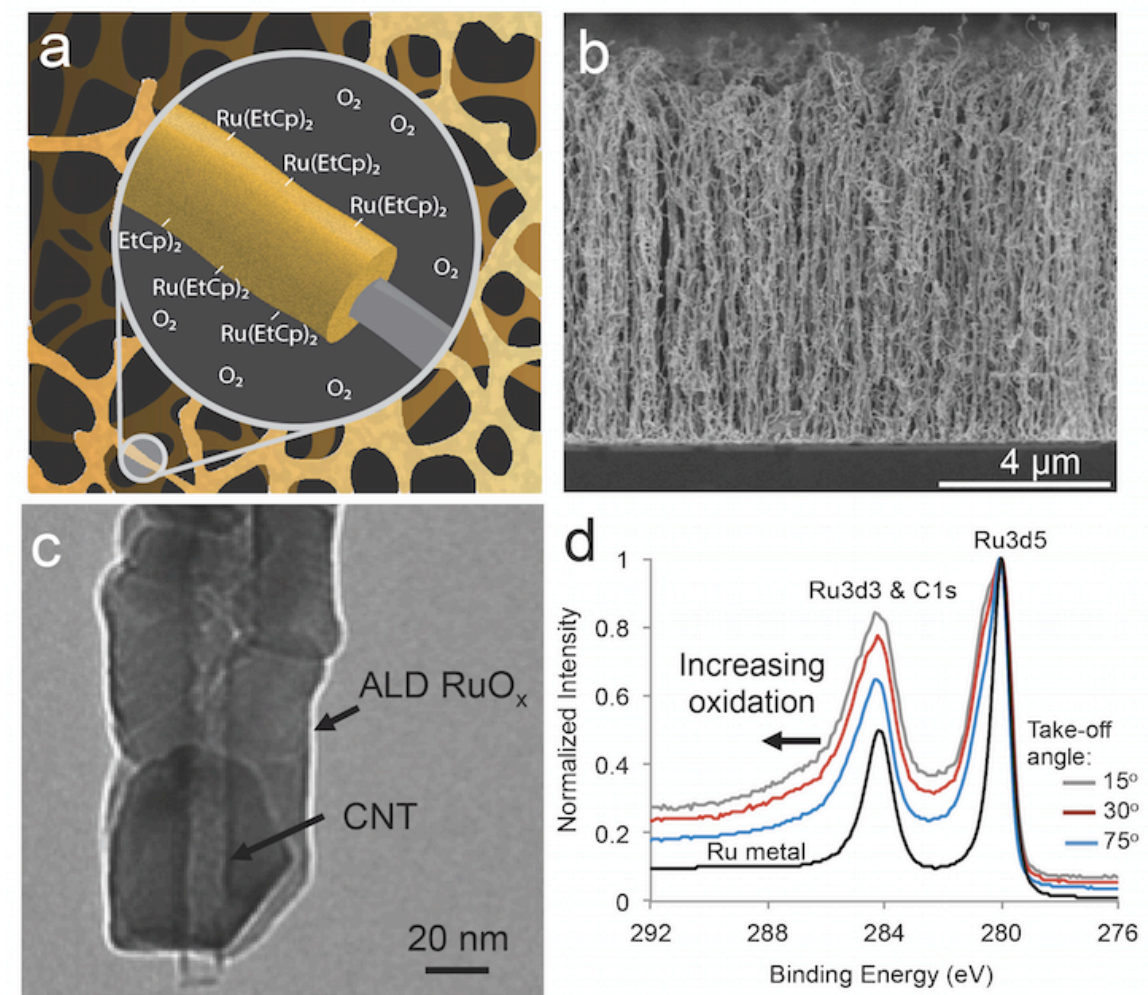 a
O₂
O₂
Ru(EtCp)₂
Ru(EtCp)₂
Ru(EtCp)₂
EtCp)₂
O₂
Ru(EtCp)₂
O₂
Ru(EtCp)₂
O₂
O₂
b
4 µm
c
ALD RuOₓ
CNT
20 nm
d
Ru3d5
Ru3d3 & C1s
Increasing
oxidation
Take-off
angle:
15º
30º
75º
Ru metal
Normalized Intensity
1
0.8
0.6
0.4
0.2
0
292 288 284 280 276
Binding Energy (eV)